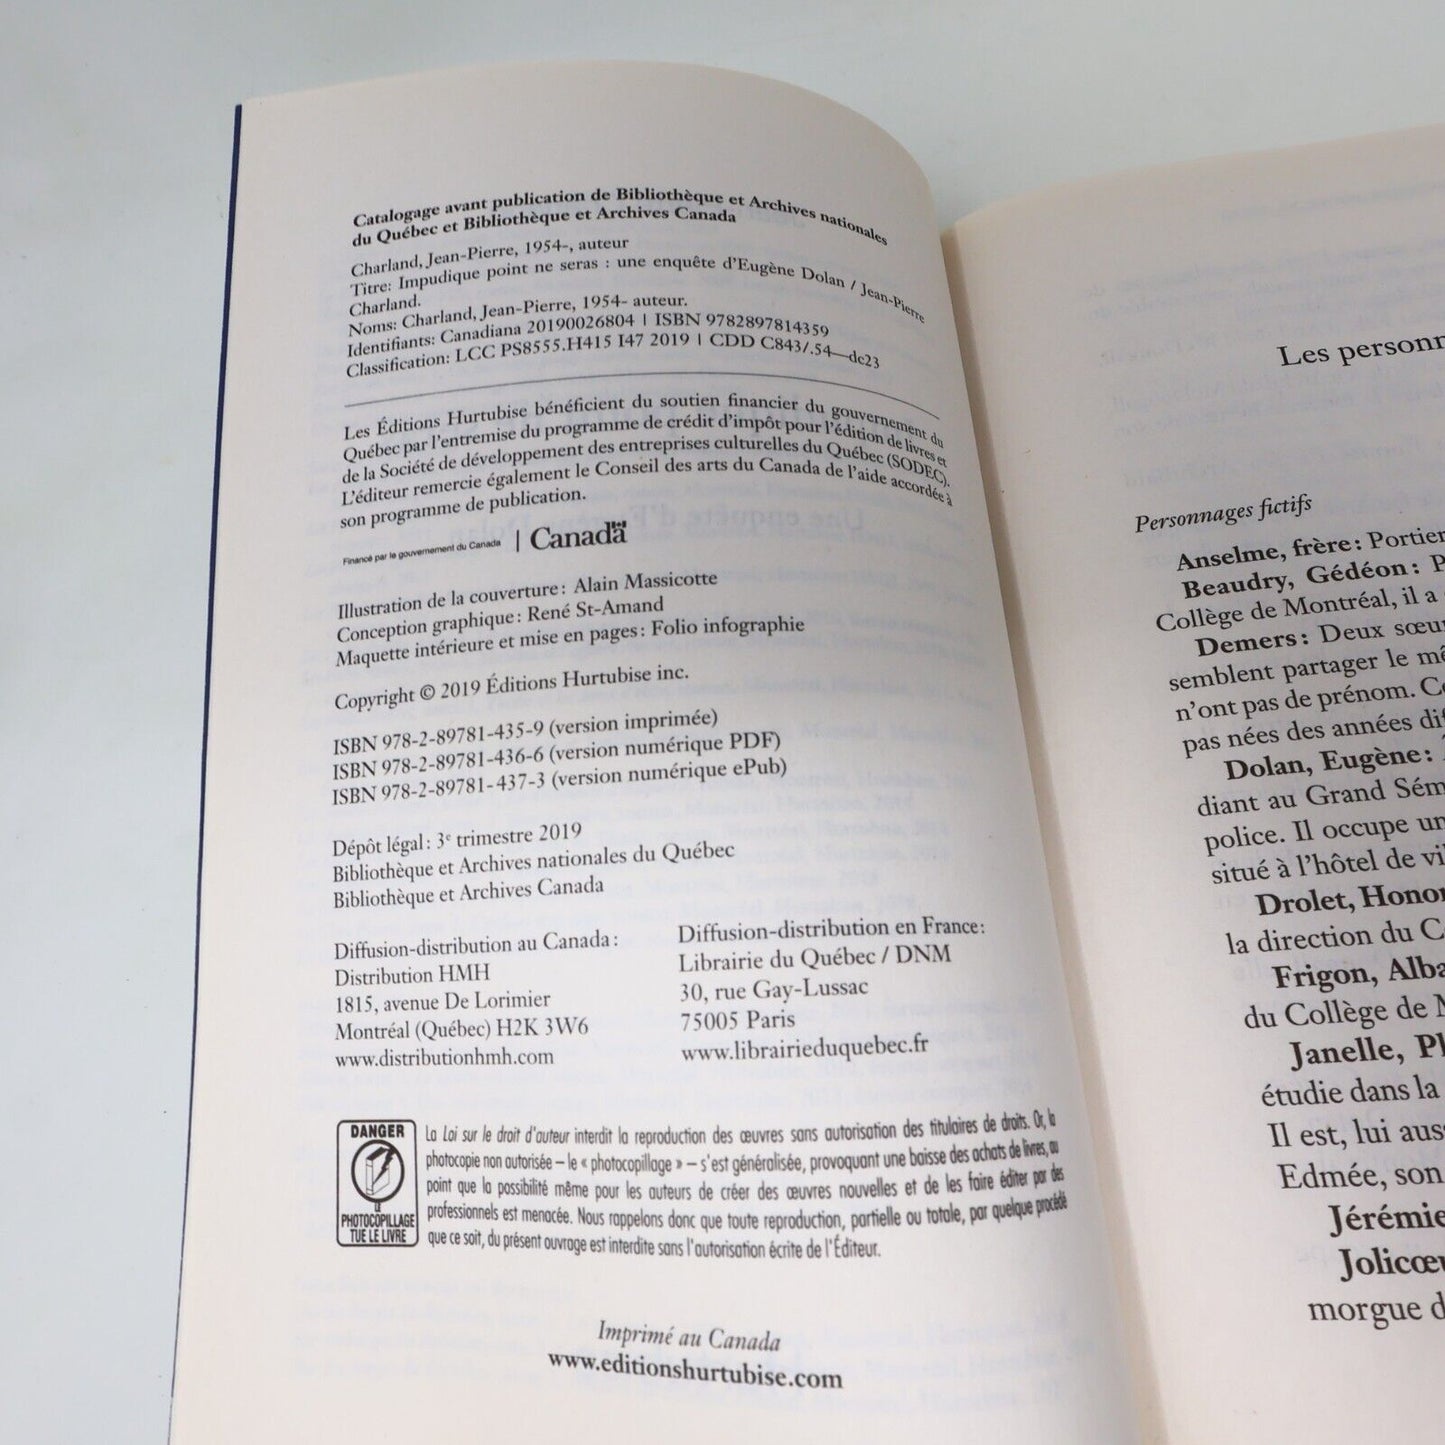 Catalogage avant publication de Bibliothèque et Archives nationales
du Québec et Bibliothèque et Archives Canada
Charland, Jean-Pierre, 1954-, auteur
Titre: Impudique point ne seras : une enquête d'Eugène Dolan / Jean-Pierre
Charland.
Noms: Charland, Jean-Pierre, 1954- auteur.
Identifiants: Canadiana 20190026804 | ISBN 9782897814359
Classification: LCC PS8555.H415 I47 2019 | CDD C843/.54—dc23
Les Éditions Hurtubise bénéficient du soutien financier du gouvernement du
Québec par l'entremise du programme de crédit d'impôt pour l'édition de livres et
de la Société de développement des entreprises culturelles du Québec (SODEC).
L'éditeur remercie également le Conseil des arts du Canada de l'aide accordée à
son programme de publication.
Financé par le gouvernement du Canada | Canada
Illustration de la couverture : Alain Massicotte
Conception graphique : René St-Amand
Maquette intérieure et mise en pages : Folio infographie
Copyright © 2019 Éditions Hurtubise inc.
ISBN 978-2-89781-435-9 (version imprimée)
ISBN 978-2-89781-436-6 (version numérique PDF)
ISBN 978-2-89781-437-3 (version numérique ePub)
Dépôt légal : 3e trimestre 2019
Bibliothèque et Archives nationales du Québec
Bibliothèque et Archives Canada
Diffusion-distribution au Canada :
Distribution HMH
1815, avenue De Lorimier
Montréal (Québec) H2K 3W6
www.distributionhmh.com
Diffusion-distribution en France :
Librairie du Québec / DNM
30, rue Gay-Lussac
75005 Paris
www.librairieduquebec.fr
DANGER
LE
PHOTOCOPILLAGE
TUE LE LIVRE
La Loi sur le droit d'auteur interdit la reproduction des œuvres sans autorisation des titulaires de droits. Or, la
photocopie non autorisée – le « photocopillage » – s'est généralisée, provoquant une baisse des achats de livres, au
point que la possibilité même pour les auteurs de créer des œuvres nouvelles et de les faire éditer par des
professionnels est menacée. Nous rappelons donc que toute reproduction, partielle ou totale, par quelque procédé
que ce soit, du présent ouvrage est interdite sans l'autorisation écrite de l'Éditeur.
Imprimé au Canada
www.editionshurtubise.com
Les personn
Personnages fictifs
Anselme, frère : Portier
Beaudry, Gédéon : P
Collège de Montréal, il a
Demers : Deux sœur
semblent partager le mê
n'ont pas de prénom. Ce
pas nées des années dif
Dolan, Eugène :
diant au Grand Sém
police. Il occupe un
situé à l'hôtel de vi
Drolet, Honor
la direction du C
Frigon, Alba
du Collège de M
Janelle, Pl
étudie dans la
Il est, lui auss
Edmée, son
Jérémie
Jolicœu
morgue d